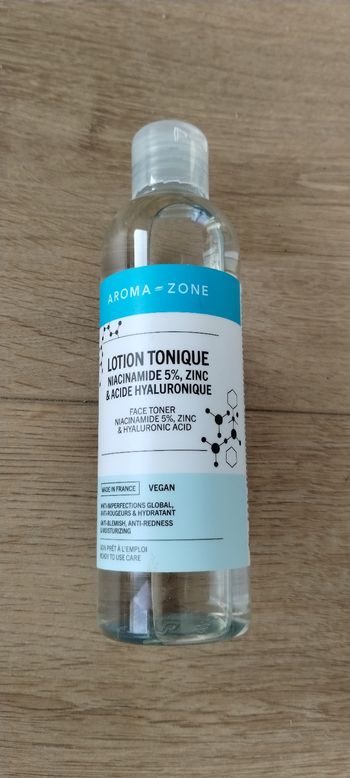 AROMA-ZONE
LOTION TONIQUE
NIACINAMIDE 5%, ZINC
& ACIDE HYALURONIQUE
FACE TONER
NIACINAMIDE 5%, ZINC
& HYALURONIC ACID
MADE IN FRANCE VEGAN
ANTI-IMPERFECTIONS GLOBAL,
ANTI-ROUGEURS & HYDRATANT
ANTI-BLEMISH, ANTI-REDNESS
& MOISTURIZING
SOIN PRÊT À L'EMPLOI
READY TO USE CARE